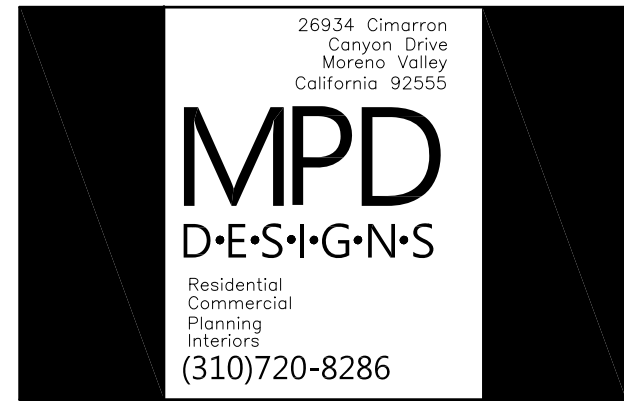 26934 Cimarron
Canyon Drive
Moreno Valley
California 92555
MPD
D•E•S•I•G•N•S
Residential
Commercial
Planning
Interiors
(310)720-8286